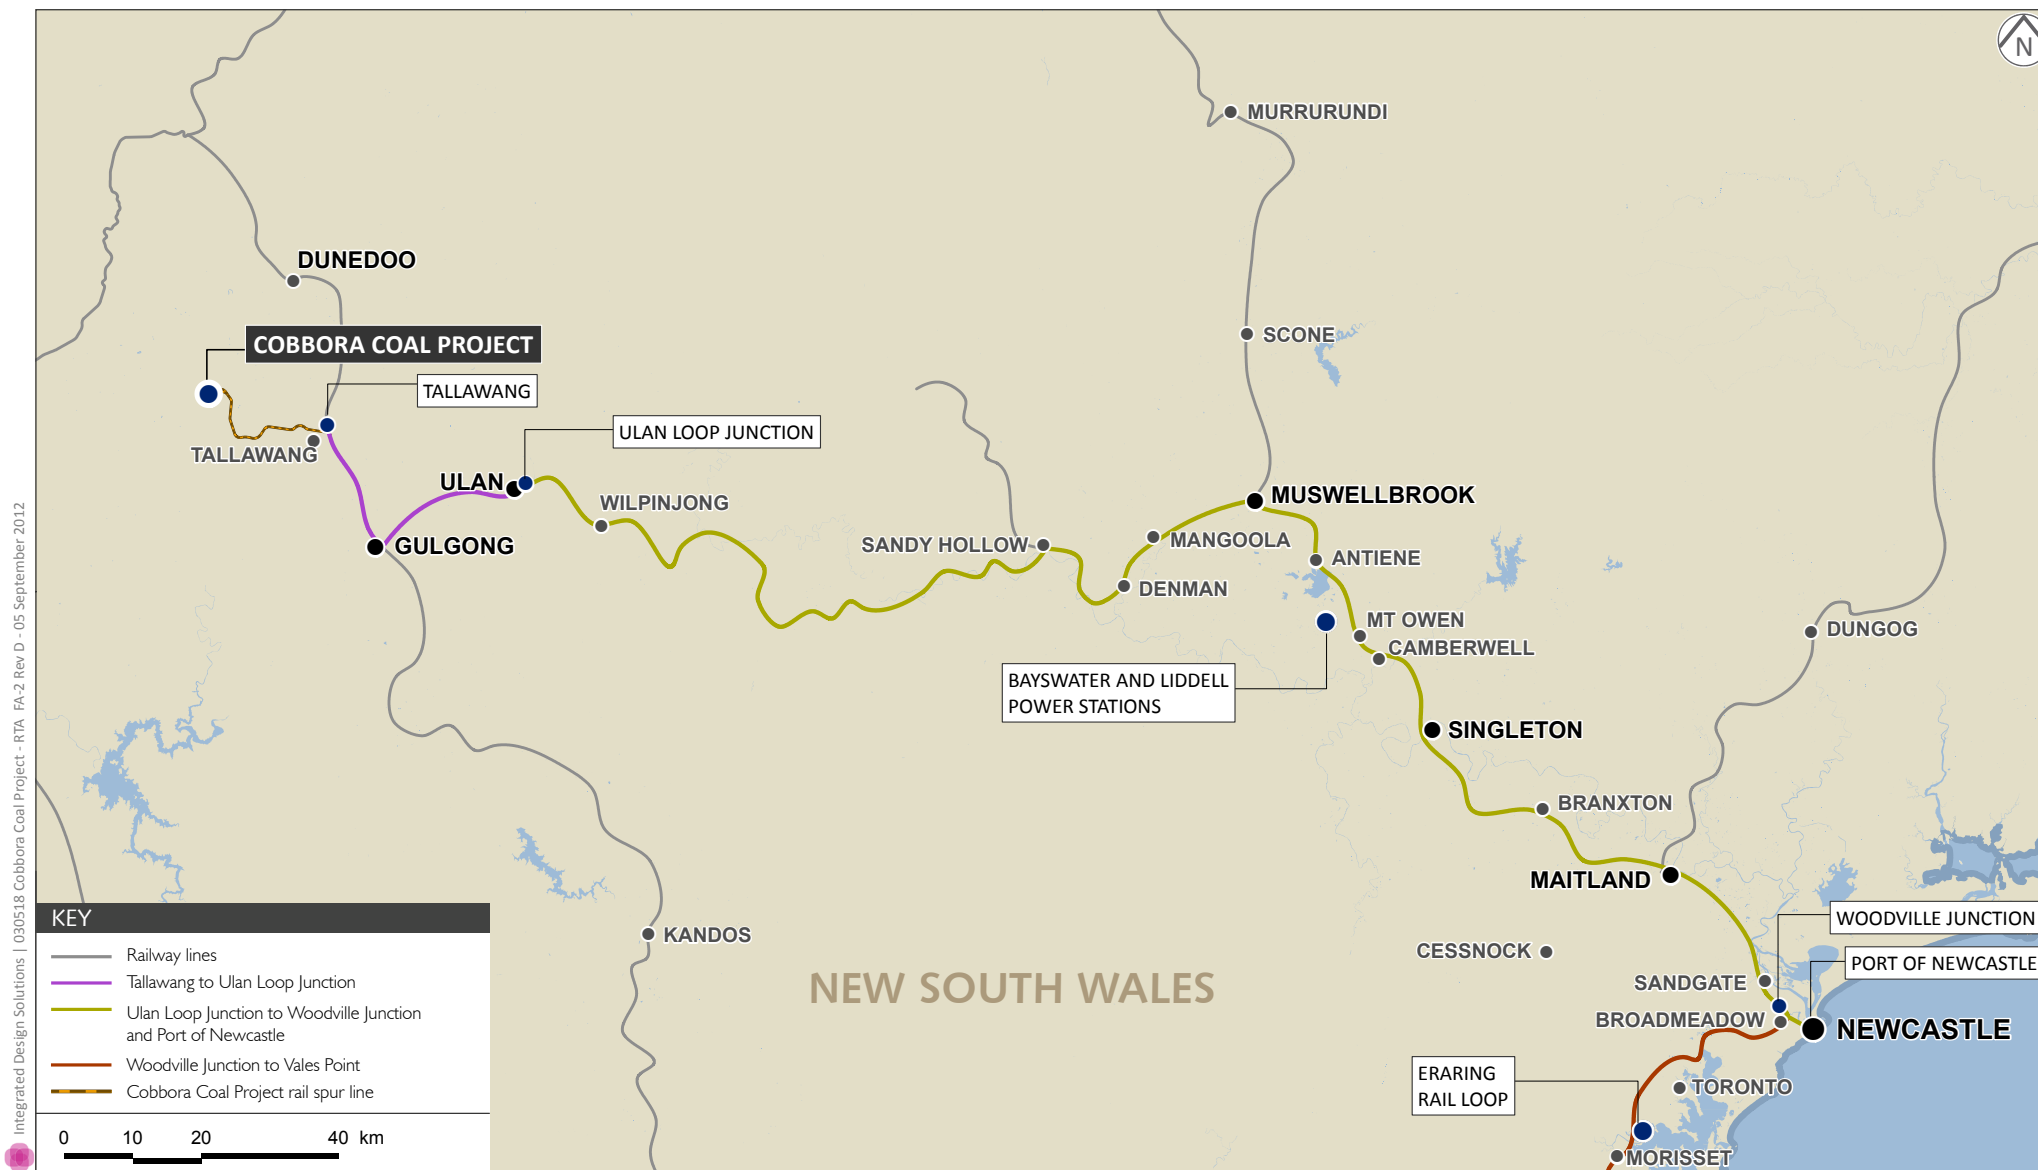 N
MURRURUNDI
DUNEDOO
COBBORA COAL PROJECT
SCONE
TALLAWANG
ULAN LOOP JUNCTION
TALLAWANG
ULAN
WILPINJONG
MUSWELLBROOK
GULGONG
SANDY HOLLOW
MANGOOLA
ANTIENE
DENMAN
MT OWEN
DUNGOG
CAMBERWELL
BAYSWATER AND LIDDELL
POWER STATIONS
SINGLETON
BRANXTON
MAITLAND
WOODVILLE JUNCTION
KANDOS
CESSNOCK
PORT OF NEWCASTLE
NEW SOUTH WALES
SANDGATE
BROADMEADOW
NEWCASTLE
ERARING
RAIL LOOP
TORONTO
MORISSET
KEY
Railway lines
Tallawang to Ulan Loop Junction
Ulan Loop Junction to Woodville Junction
and Port of Newcastle
Woodville Junction to Vales Point
Cobbora Coal Project rail spur line
0 10 20 40 km
Integrated Design Solutions | 030518 Cobbora Coal Project - RTA FA-2 Rev D - 05 September 2012